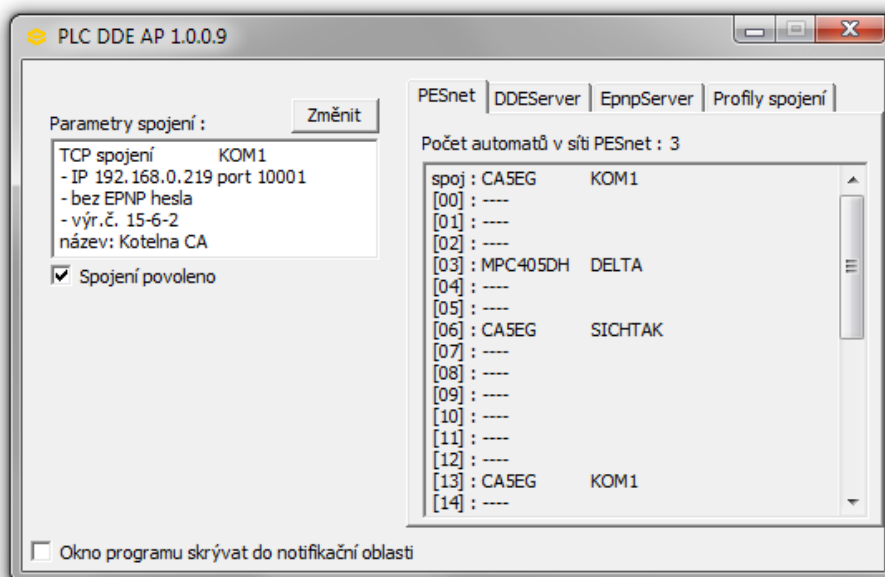 PLC DDE AP 1.0.0.9
Parametry spojení :
Změnit
TCP spojení KOM1
- IP 192.168.0.219 port 10001
- bez EPNP hesla
- výr.č. 15-6-2
název: Kotelna CA
Spojení povoleno
PESnet DDEServer EpnpServer Profily spojení
Počet automatů v síti PESnet : 3
spoj : CA5EG KOM1
[00] : ----
[01] : ----
[02] : ----
[03] : MPC405DH DELTA
[04] : ----
[05] : ----
[06] : CA5EG SICHTAK
[07] : ----
[08] : ----
[09] : ----
[10] : ----
[11] : ----
[12] : ----
[13] : CA5EG KOM1
[14] : ----
Okno programu skrývat do notifikační oblasti